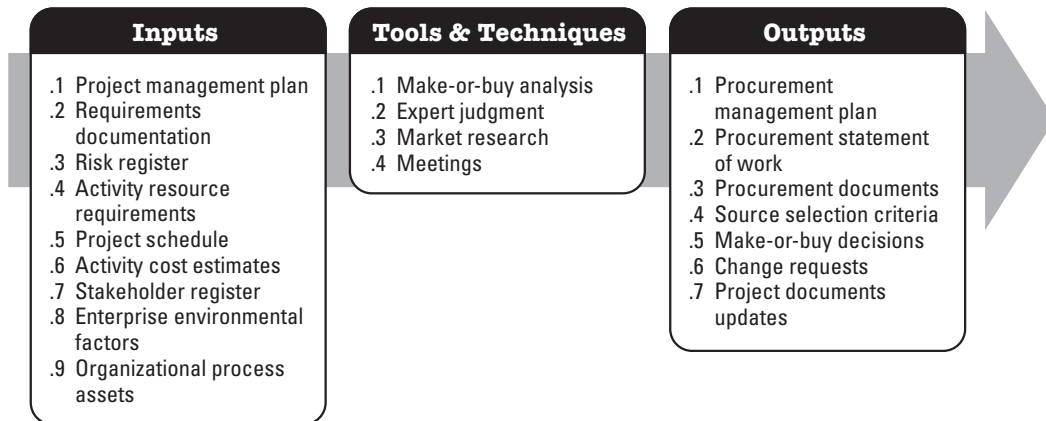 Inputs
.1 Project management plan
.2 Requirements
documentation
.3 Risk register
.4 Activity resource
requirements
.5 Project schedule
.6 Activity cost estimates
.7 Stakeholder register
.8 Enterprise environmental
factors
.9 Organizational process
assets
Tools & Techniques
.1 Make-or-buy analysis
.2 Expert judgment
.3 Market research
.4 Meetings
Outputs
.1 Procurement
management plan
.2 Procurement statement
of work
.3 Procurement documents
.4 Source selection criteria
.5 Make-or-buy decisions
.6 Change requests
.7 Project documents
updates